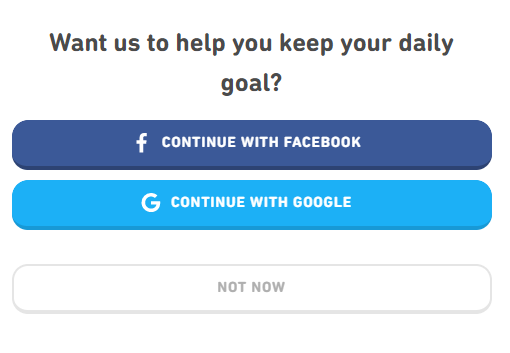 Want us to help you keep your daily
goal?
CONTINUE WITH FACEBOOK
CONTINUE WITH GOOGLE
NOT NOW